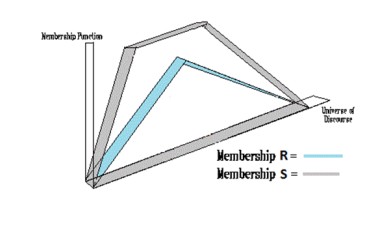 Membership Function
Universe of
Discourse
Membership R =
Membership S =